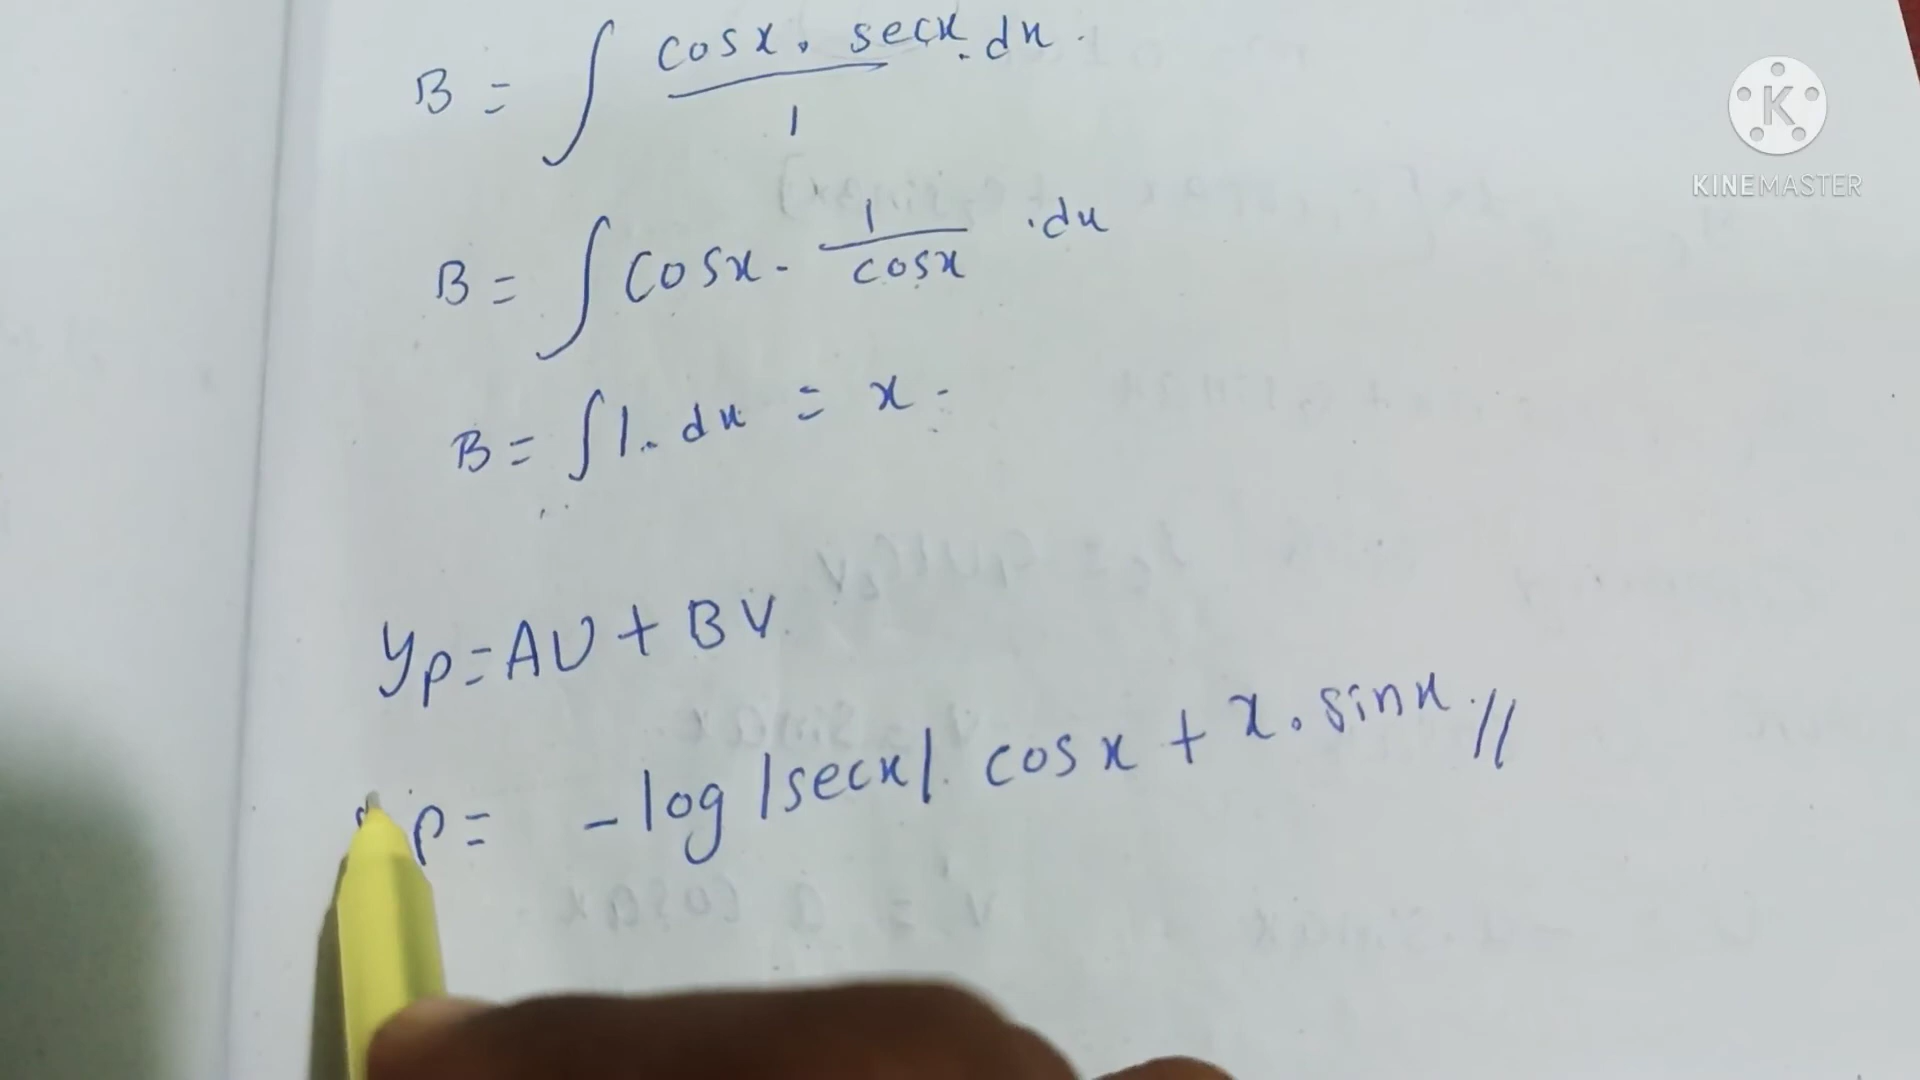 B = ∫ cosx. secx/1 .dx.
K
KINEMASTER
B = ∫ cosx. 1/cosx .dx
B = ∫1. dx = x.
yp = AU + BV
p = -log |secx|. cosx + x. sinx.//